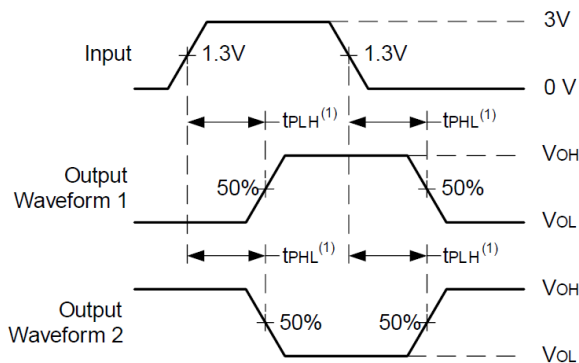 3V
Input 1.3V 1.3V
0 V
tPLH(1) tPHL(1)
VOH
Output
Waveform 1
50% 50%
VOL
tPHL(1) tPLH(1)
VOH
Output
Waveform 2
50% 50%
VOL